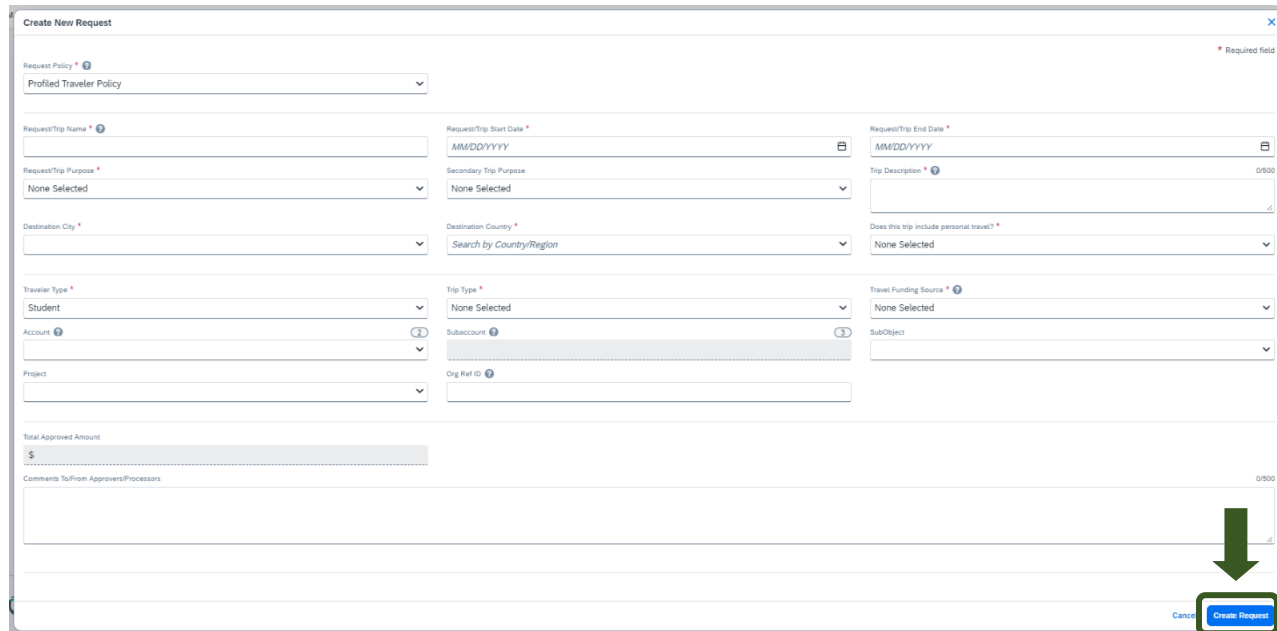 Create New Request
* Required field
Request Policy *
Profiled Traveler Policy
Request/Trip Name * Request/Trip Start Date * Request/Trip End Date *
MM/DD/YYYY MM/DD/YYYY
Request/Trip Purpose * Secondary Trip Purpose Trip Description * 0/500
None Selected None Selected
Destination City * Destination Country * Does this trip include personal travel? *
Search by Country/Region None Selected
Traveler Type * Trip Type * Travel Funding Source *
Student None Selected None Selected
Account 2 Subaccount 3 SubObject
Project Org Ref ID
Total Approved Amount
$
Comments To/From Approvers/Processors 0/500
Cance Create Request